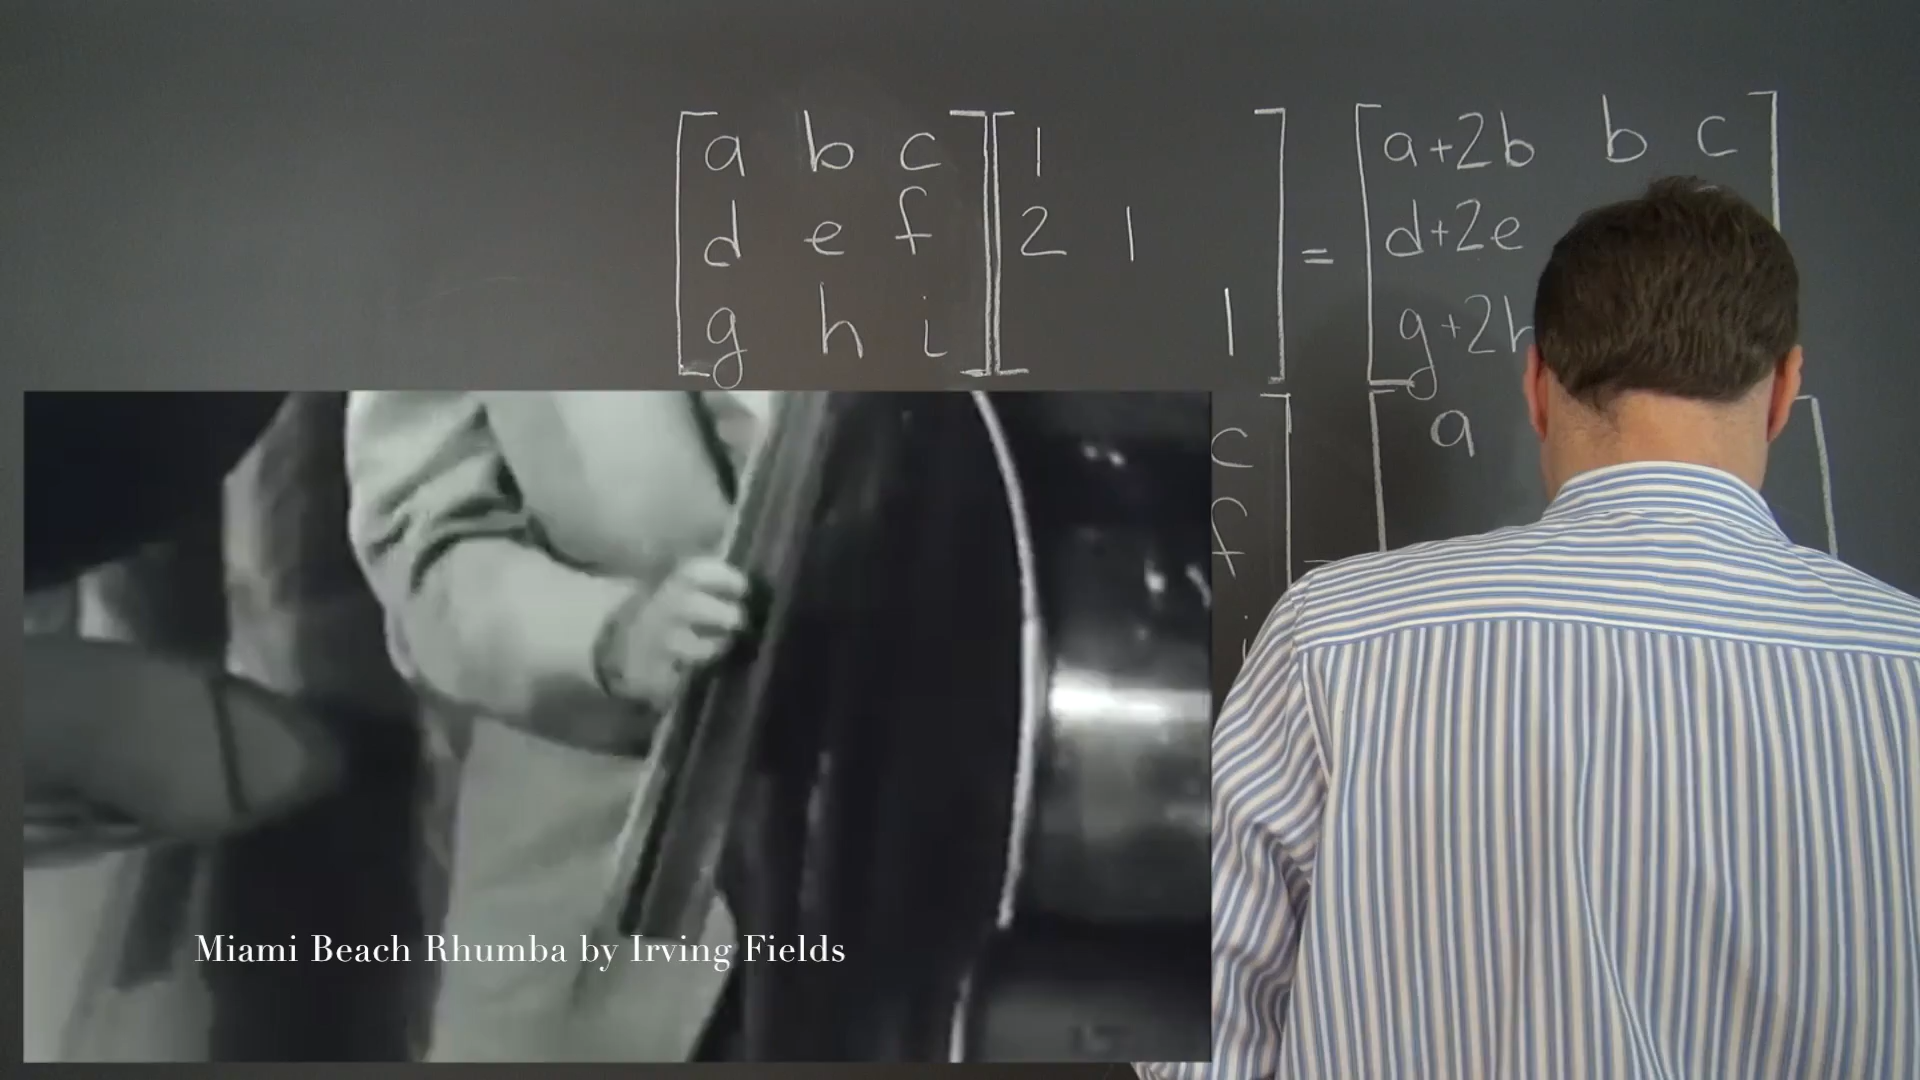 a b c 1 a+2b b c
d e f 2 1 = d+2e
g h i 1 g+2h
c a
f
i
Miami Beach Rhumba by Irving Fields